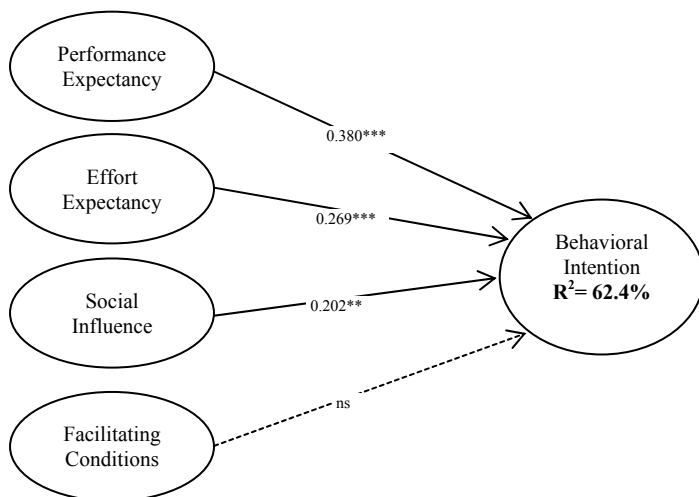 Performance
Expectancy
0.380***
Effort
Expectancy
0.269***
Behavioral
Intention
R²= 62.4%
Social
Influence
0.202**
ns
Facilitating
Conditions